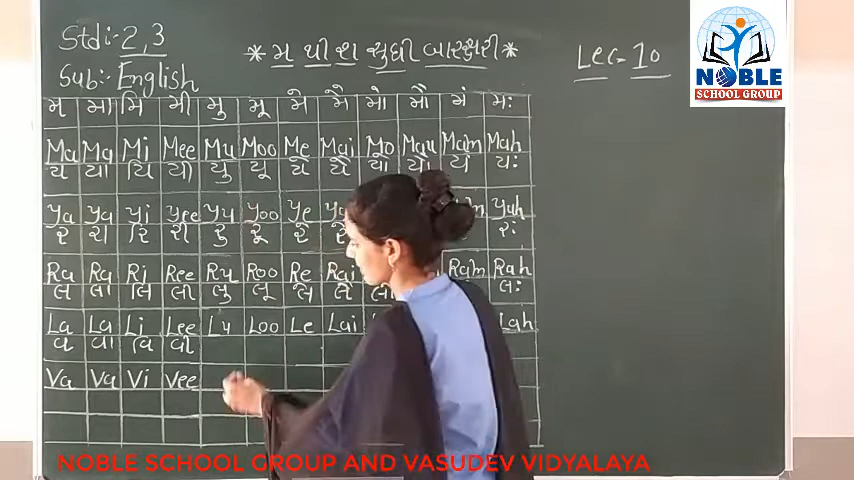 Std:- 2, 3
* મ થી શ સુધી બારક્ષરી *
Lec-10
Sub:- English
NOBLE
SCHOOL GROUP
મ મા મિ મી મુ મૂ મે મૈ મો મૌ મં મઃ
Ma Ma Mi Mee Mu Moo Me Mai Mo Mau Mam Mah
ય યા યિ યી યુ યૂ યે યૈ યો યૌ યં યઃ
Ya Ya Yi Yee Yu Yoo Ye Yah
ર રા રિ રી રુ રૂ રે રૈ રઃ
Ra Ra Ri Ree Ru Roo Re Rai Ram Rah
લ લા લિ લી લુ લૂ લે લૈ લો લઃ
La La Li Lee Lu Loo Le Lai Lah
વ વા વિ વી
Va Va Vi Vee
NOBLE SCHOOL GROUP AND VASUDEV VIDYALAYA